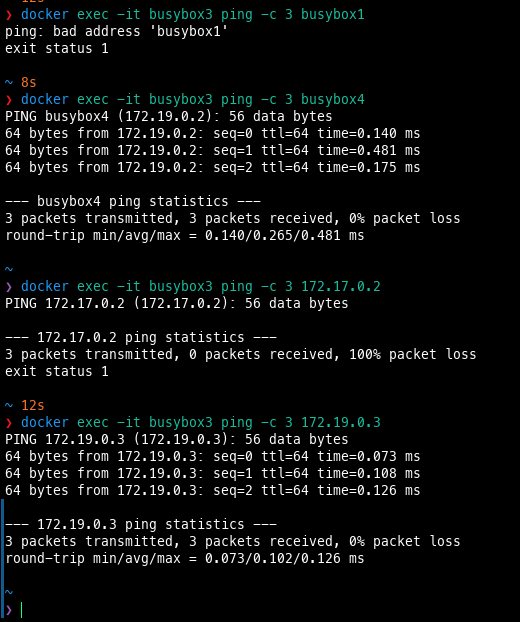 12s
❯ docker exec -it busybox3 ping -c 3 busybox1
ping: bad address 'busybox1'
exit status 1
~ 8s
❯ docker exec -it busybox3 ping -c 3 busybox4
PING busybox4 (172.19.0.2): 56 data bytes
64 bytes from 172.19.0.2: seq=0 ttl=64 time=0.140 ms
64 bytes from 172.19.0.2: seq=1 ttl=64 time=0.481 ms
64 bytes from 172.19.0.2: seq=2 ttl=64 time=0.175 ms
--- busybox4 ping statistics ---
3 packets transmitted, 3 packets received, 0% packet loss
round-trip min/avg/max = 0.140/0.265/0.481 ms
~
❯ docker exec -it busybox3 ping -c 3 172.17.0.2
PING 172.17.0.2 (172.17.0.2): 56 data bytes
--- 172.17.0.2 ping statistics ---
3 packets transmitted, 0 packets received, 100% packet loss
exit status 1
~ 12s
❯ docker exec -it busybox3 ping -c 3 172.19.0.3
PING 172.19.0.3 (172.19.0.3): 56 data bytes
64 bytes from 172.19.0.3: seq=0 ttl=64 time=0.073 ms
64 bytes from 172.19.0.3: seq=1 ttl=64 time=0.108 ms
64 bytes from 172.19.0.3: seq=2 ttl=64 time=0.126 ms
--- 172.19.0.3 ping statistics ---
3 packets transmitted, 3 packets received, 0% packet loss
round-trip min/avg/max = 0.073/0.102/0.126 ms
~
❯